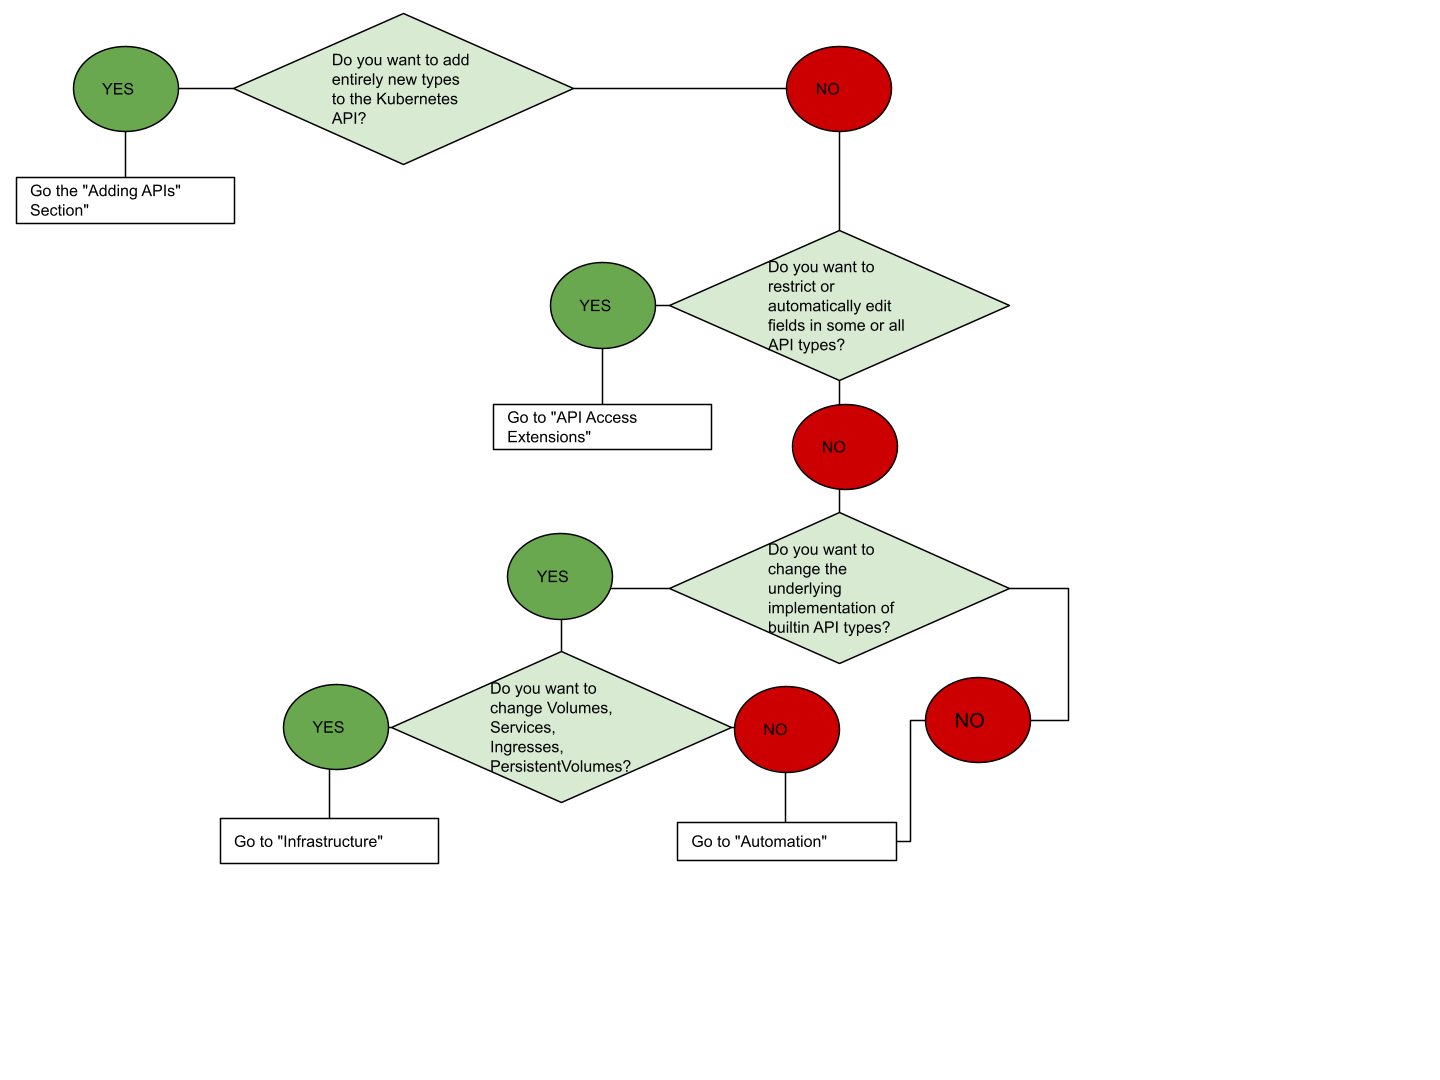 YES
Do you want to add
entirely new types
to the Kubernetes
API?
NO
Go the "Adding APIs"
Section"
Do you want to
restrict or
automatically edit
fields in some or all
API types?
YES
Go to "API Access
Extensions"
NO
Do you want to
change the
underlying
implementation of
builtin API types?
YES
Do you want to
change Volumes,
Services,
Ingresses,
PersistentVolumes?
YES
NO
NO
Go to "Infrastructure"
Go to "Automation"